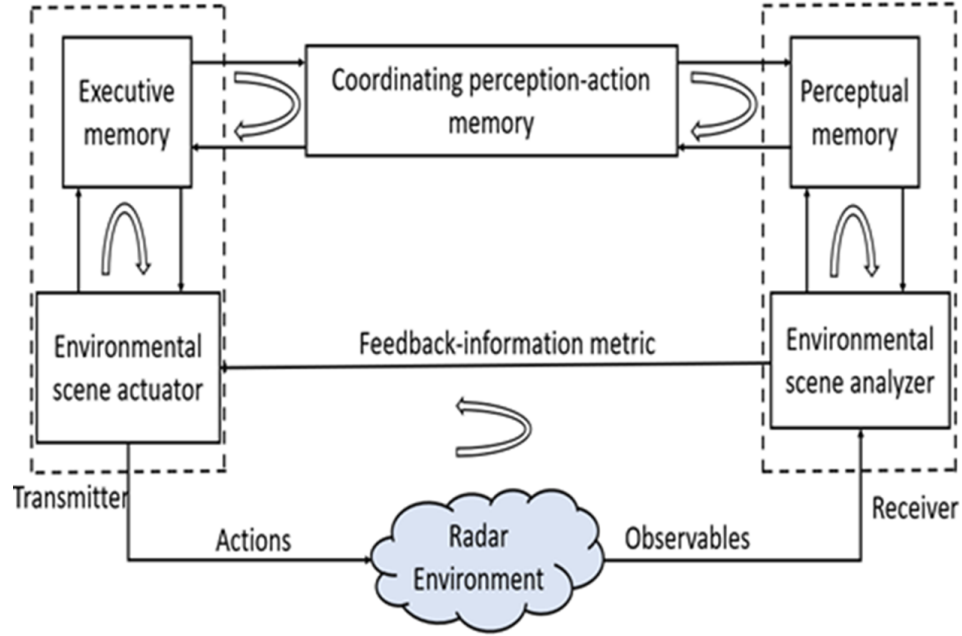 Executive
memory
Coordinating perception-action
memory
Perceptual
memory
Environmental
scene actuator
Feedback-information metric
Environmental
scene analyzer
Transmitter
Receiver
Actions
Radar
Environment
Observables